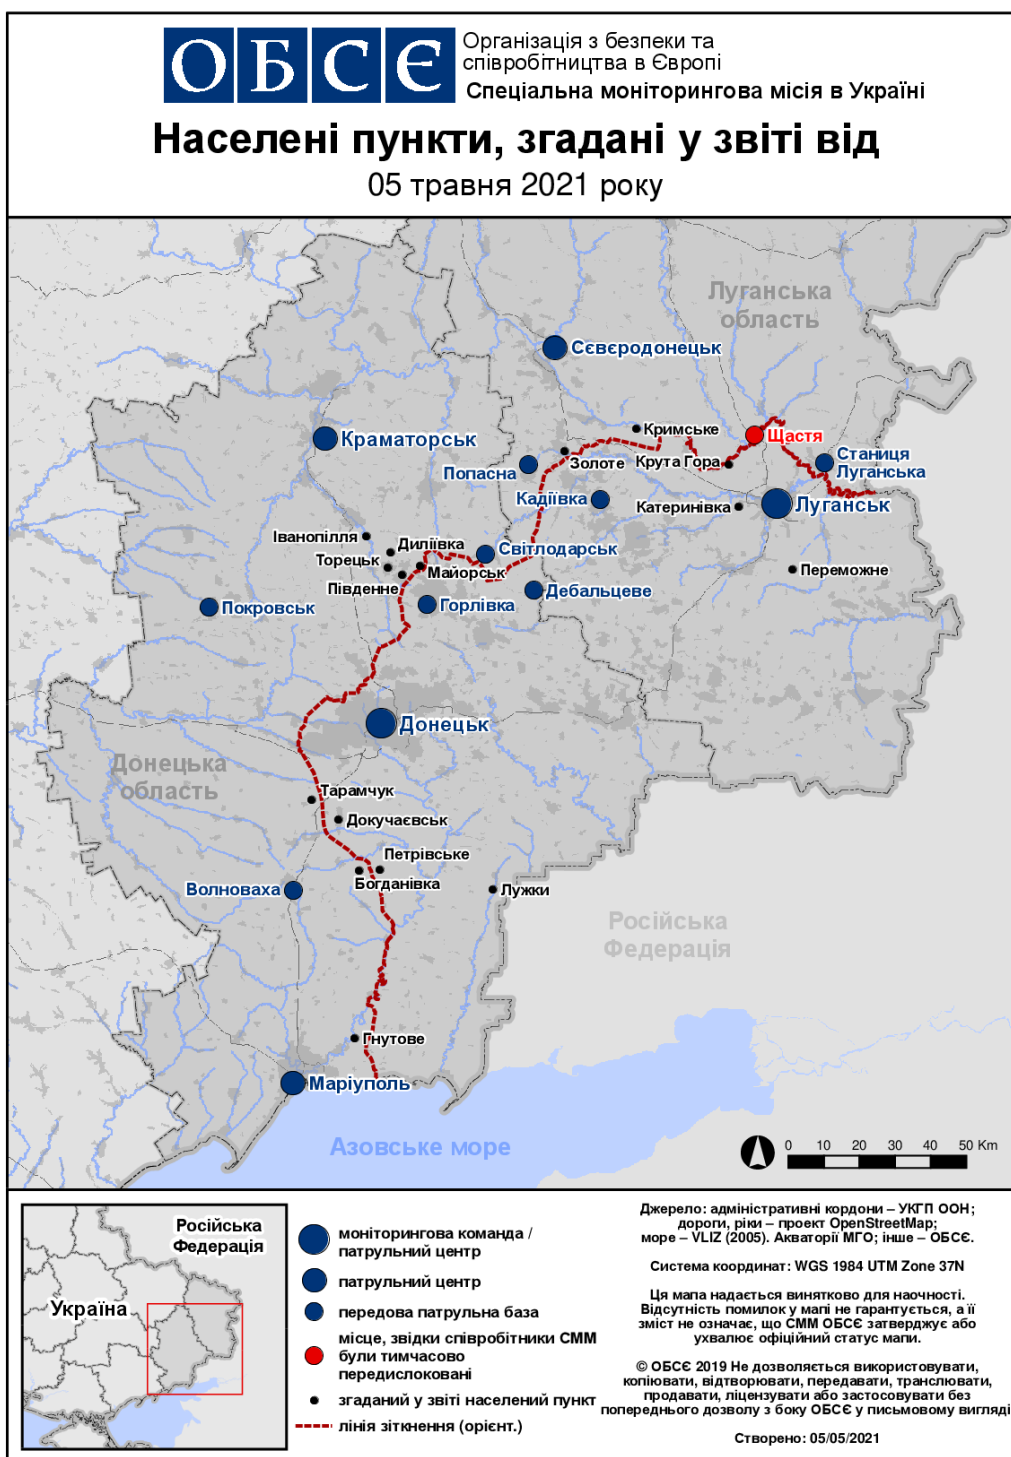 ОБСЄ
Організація з безпеки та
співробітництва в Європі
Спеціальна моніторингова місія в Україні
Населені пункти, згадані у звіті від
05 травня 2021 року
Луганська
область
Сєвєродонецьк
Кримське
Щастя
Краматорськ
Золоте
Крута Гора
Станиця
Луганська
Попасна
Кадіївка
Катеринівка
Луганськ
Іванопілля
Диліївка
Світлодарськ
Торецьк
Майорськ
Переможне
Південне
Дебальцеве
Покровськ
Горлівка
Донецьк
Донецька
область
Тарамчук
Докучаєвськ
Петрівське
Богданівка
Волноваха
Лужки
Російська
Федерація
Гнутове
Маріуполь
Азовське море
0 10 20 30 40 50 Km
Російська
Федерація
Україна
моніторингова команда /
патрульний центр
патрульний центр
передова патрульна база
місце, звідки співробітники СММ
були тимчасово
передислоковані
згаданий у звіті населений пункт
лінія зіткнення (орієнт.)
Джерело: адміністративні кордони – УКГП ООН;
дороги, ріки – проект OpenStreetMap;
море – VLIZ (2005). Акваторії МГО; інше – ОБСЄ.
Система координат: WGS 1984 UTM Zone 37N
Ця мапа надається винятково для наочності.
Відсутність помилок у мапі не гарантується, а її
зміст не означає, що СММ ОБСЄ затверджує або
ухвалює офіційний статус мапи.
© ОБСЄ 2019 Не дозволяється використовувати,
копіювати, відтворювати, передавати, транслювати,
продавати, ліцензувати або застосовувати без
попереднього дозволу з боку ОБСЄ у письмовому вигляді
Створено: 05/05/2021